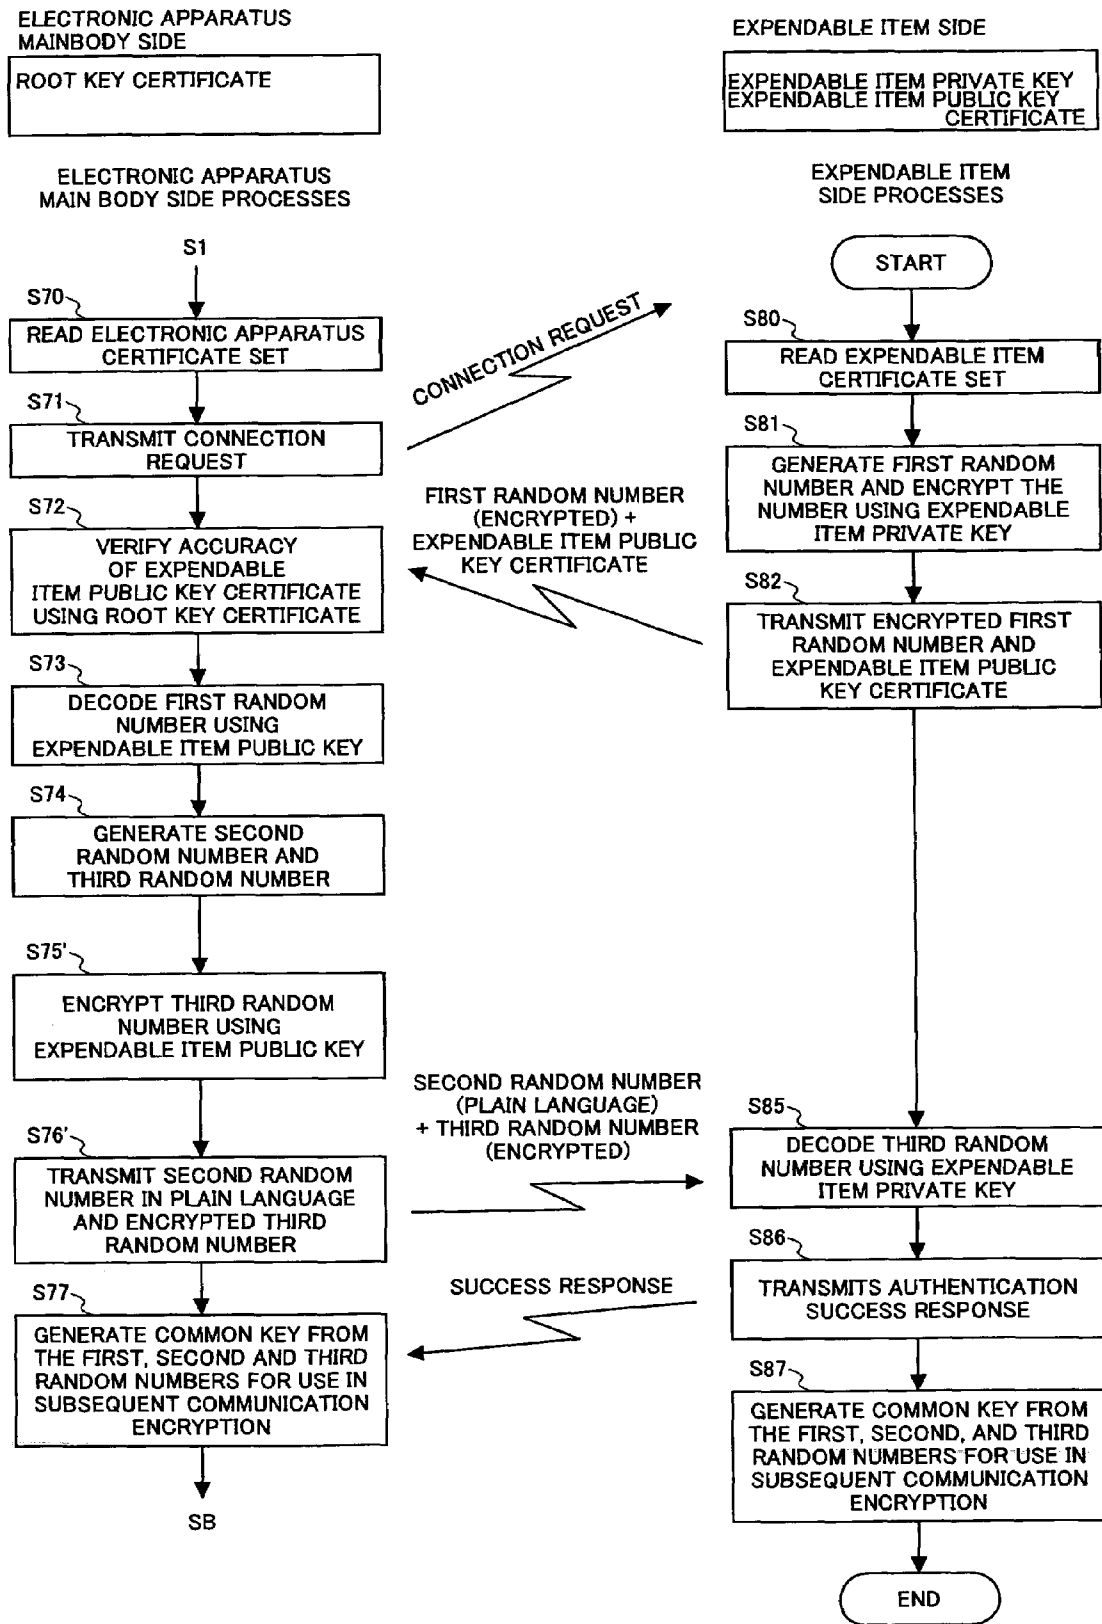 ELECTRONIC APPARATUS
MAINBODY SIDE
ROOT KEY CERTIFICATE
ELECTRONIC APPARATUS
MAIN BODY SIDE PROCESSES
S1
S70
READ ELECTRONIC APPARATUS
CERTIFICATE SET
S71
TRANSMIT CONNECTION
REQUEST
S72
VERIFY ACCURACY
OF EXPENDABLE
ITEM PUBLIC KEY CERTIFICATE
USING ROOT KEY CERTIFICATE
S73
DECODE FIRST RANDOM
NUMBER USING
EXPENDABLE ITEM PUBLIC KEY
S74
GENERATE SECOND
RANDOM NUMBER AND
THIRD RANDOM NUMBER
S75'
ENCRYPT THIRD RANDOM
NUMBER USING
EXPENDABLE ITEM PUBLIC KEY
S76'
TRANSMIT SECOND RANDOM
NUMBER IN PLAIN LANGUAGE
AND ENCRYPTED THIRD
RANDOM NUMBER
S77
GENERATE COMMON KEY FROM
THE FIRST, SECOND AND THIRD
RANDOM NUMBERS FOR USE IN
SUBSEQUENT COMMUNICATION
ENCRYPTION
SB
CONNECTION REQUEST
FIRST RANDOM NUMBER
(ENCRYPTED) +
EXPENDABLE ITEM PUBLIC
KEY CERTIFICATE
SECOND RANDOM NUMBER
(PLAIN LANGUAGE)
+ THIRD RANDOM NUMBER
(ENCRYPTED)
SUCCESS RESPONSE
EXPENDABLE ITEM SIDE
EXPENDABLE ITEM PRIVATE KEY
EXPENDABLE ITEM PUBLIC KEY
CERTIFICATE
EXPENDABLE ITEM
SIDE PROCESSES
START
S80
READ EXPENDABLE ITEM
CERTIFICATE SET
S81
GENERATE FIRST RANDOM
NUMBER AND ENCRYPT THE
NUMBER USING EXPENDABLE
ITEM PRIVATE KEY
S82
TRANSMIT ENCRYPTED FIRST
RANDOM NUMBER AND
EXPENDABLE ITEM PUBLIC
KEY CERTIFICATE
S85
DECODE THIRD RANDOM
NUMBER USING EXPENDABLE
ITEM PRIVATE KEY
S86
TRANSMITS AUTHENTICATION
SUCCESS RESPONSE
S87
GENERATE COMMON KEY FROM
THE FIRST, SECOND, AND THIRD
RANDOM NUMBERS FOR USE IN
SUBSEQUENT COMMUNICATION
ENCRYPTION
END